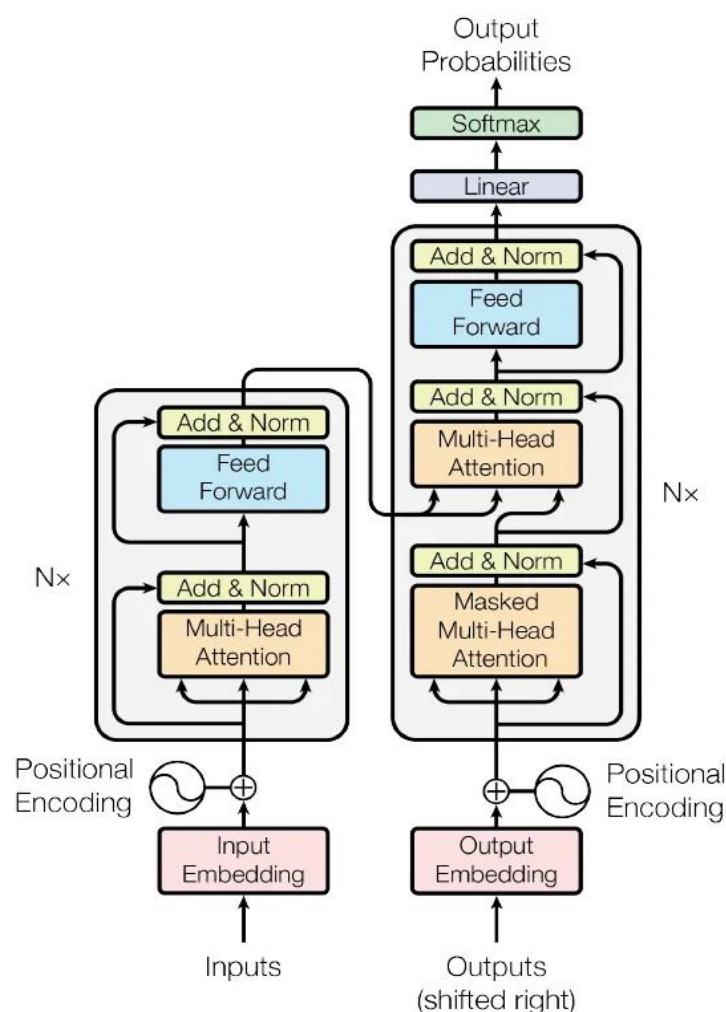 Output
Probabilities
Softmax
Linear
Add & Norm
Feed
Forward
Add & Norm
Multi-Head
Attention
Add & Norm
Masked
Multi-Head
Attention
Nx
Positional
Encoding
Output
Embedding
Outputs
(shifted right)
Add & Norm
Feed
Forward
Add & Norm
Multi-Head
Attention
Nx
Positional
Encoding
Input
Embedding
Inputs